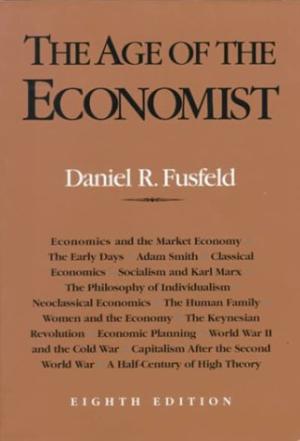 THE AGE OF THE
ECONOMIST
Daniel R. Fusfeld
Economics and the Market Economy
The Early Days Adam Smith Classical
Economics Socialism and Karl Marx
The Philosophy of Individualism
Neoclassical Economics The Human Family
Women and the Economy The Keynesian
Revolution Economic Planning World War II
and the Cold War Capitalism After the Second
World War A Half-Century of High Theory
EIGHTH EDITION